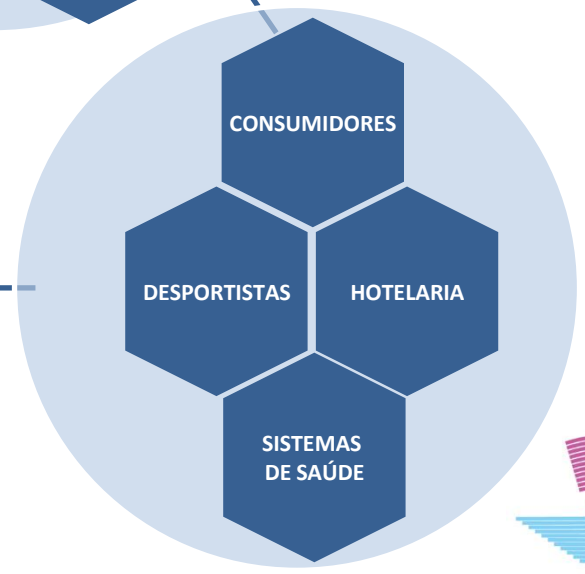 CONSUMIDORES
DESPORTISTAS
HOTELARIA
SISTEMAS
DE SAÚDE